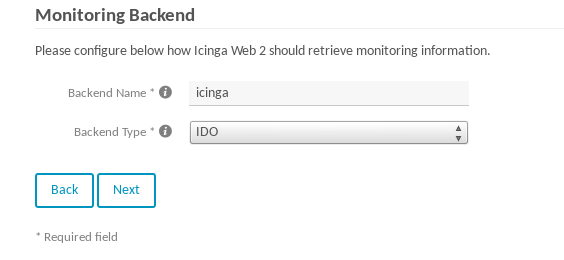 Monitoring Backend
Please configure below how Icinga Web 2 should retrieve monitoring information.
Backend Name * i icinga
Backend Type * i IDO
Back Next
* Required field